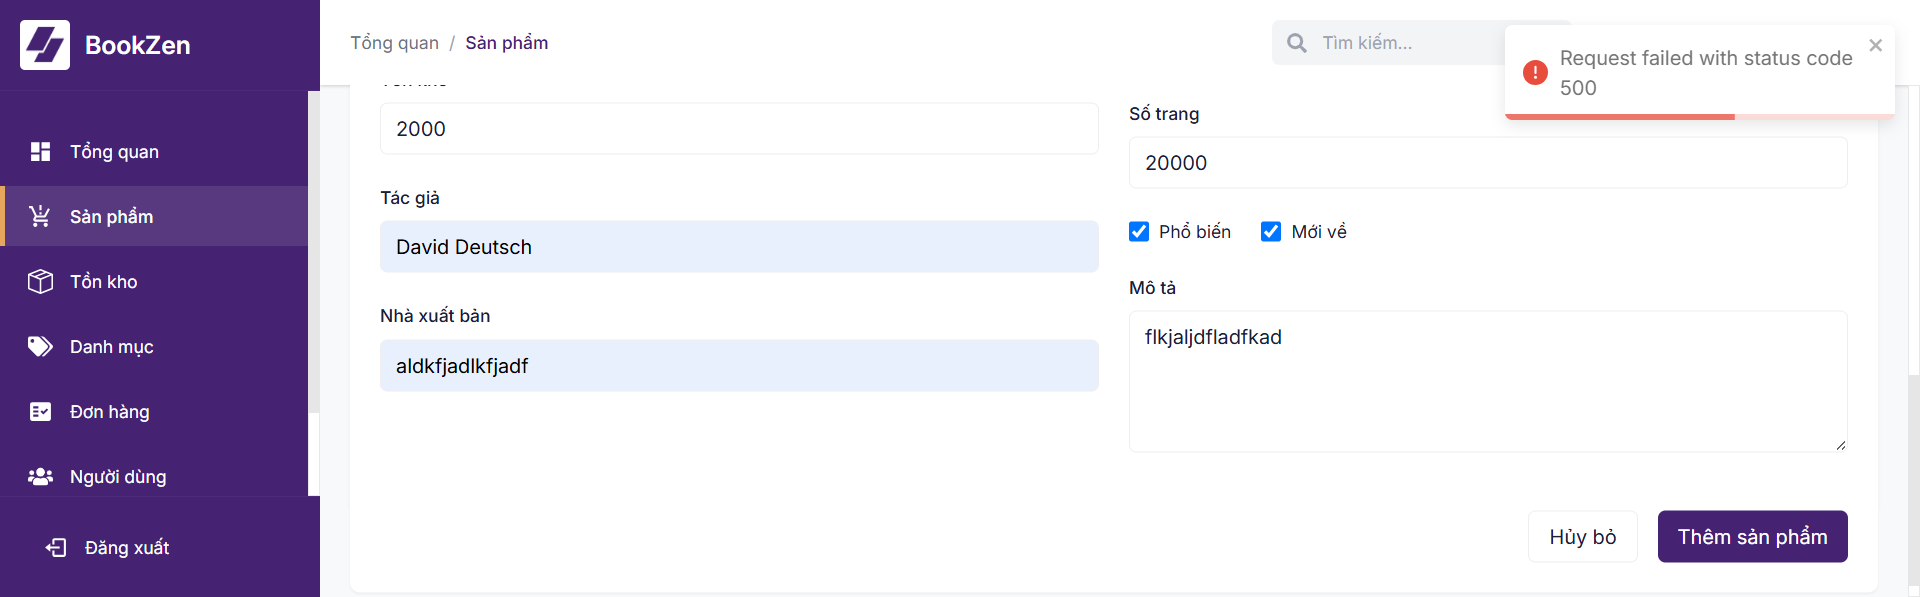 BookZen
Tổng quan
Sản phẩm
Tồn kho
Danh mục
Đơn hàng
Người dùng
Đăng xuất
Tổng quan / Sản phẩm
Tìm kiếm...
Request failed with status code
500
2000
Tác giả
David Deutsch
Nhà xuất bản
aldkfjadlkfjadf
Số trang
20000
Phổ biến
Mới về
Mô tả
flkjaljdfladfkad
Hủy bỏ
Thêm sản phẩm